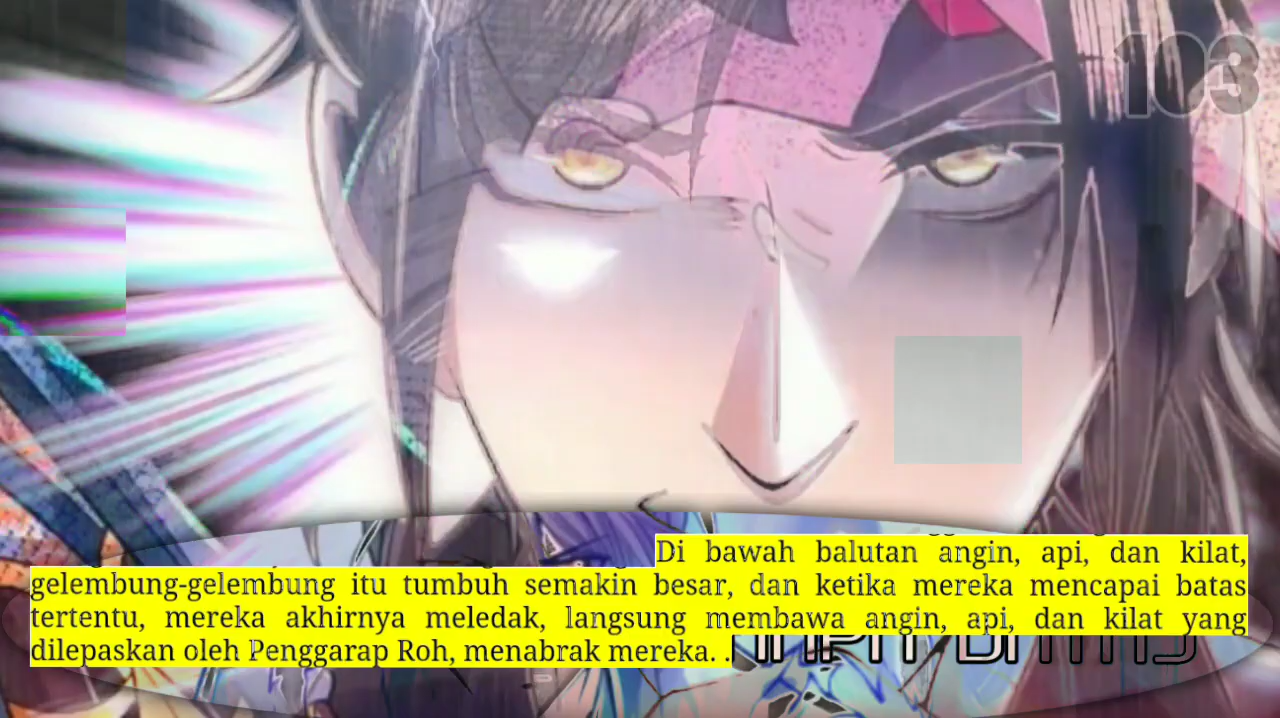 103
Di bawah balutan angin, api, dan kilat,
gelembung-gelembung itu tumbuh semakin besar, dan ketika mereka mencapai batas
tertentu, mereka akhirnya meledak, langsung membawa angin, api, dan kilat yang
dilepaskan oleh Penggarap Roh, menabrak mereka. .